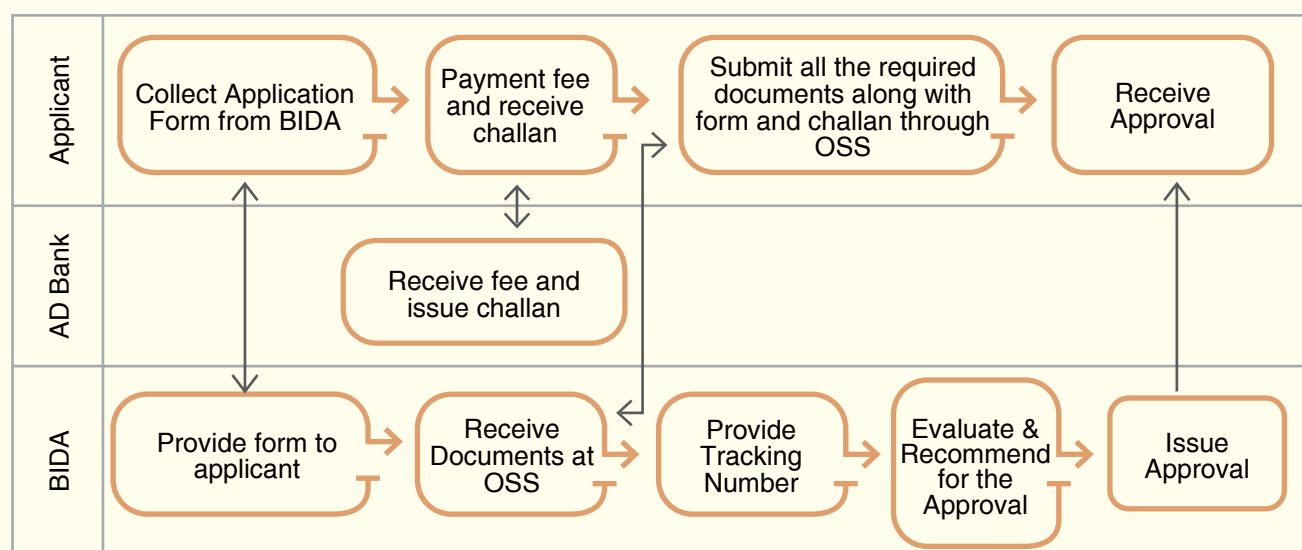 Applicant
Collect Application
Form from BIDA
Payment fee
and receive
challan
Submit all the required
documents along with
form and challan through
OSS
Receive
Approval
AD Bank
Receive fee and
issue challan
BIDA
Provide form to
applicant
Receive
Documents at
OSS
Provide
Tracking
Number
Evaluate &
Recommend
for the
Approval
Issue
Approval